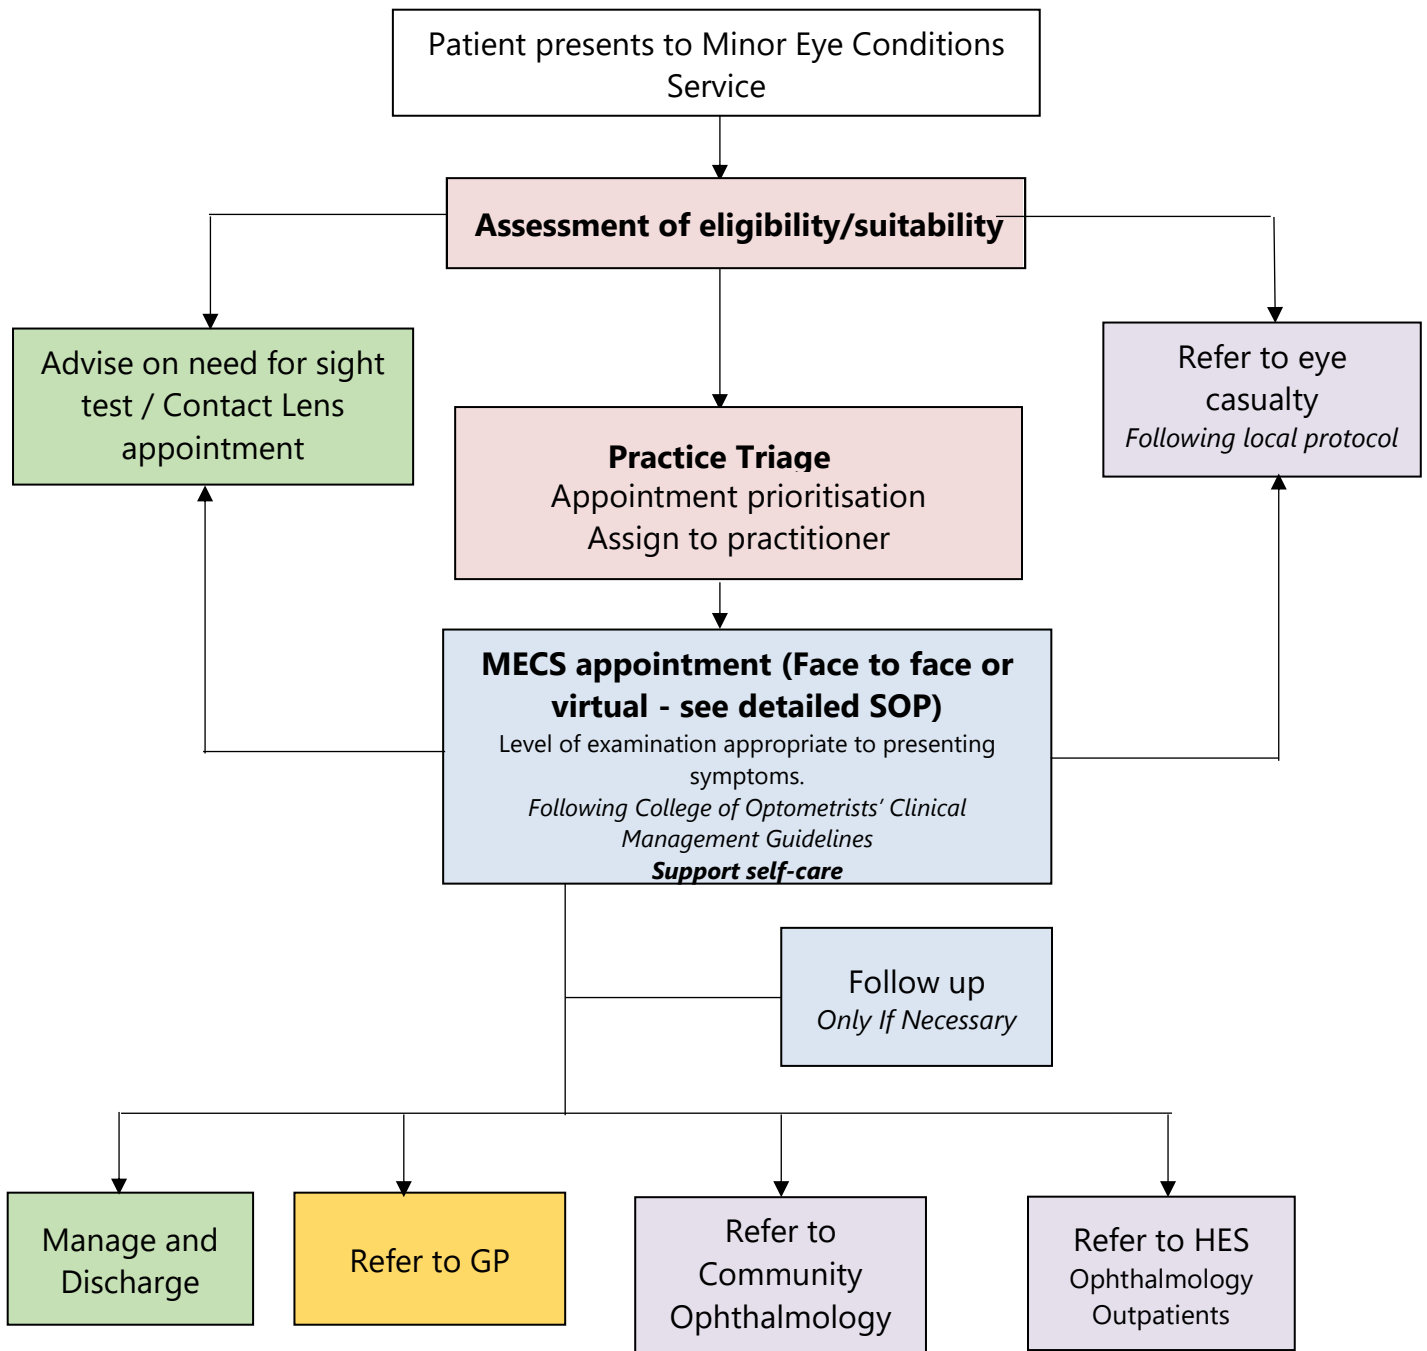 Patient presents to Minor Eye Conditions
Service
Assessment of eligibility/suitability
Advise on need for sight
test / Contact Lens
appointment
Refer to eye
casualty
Following local protocol
Practice Triage
Appointment prioritisation
Assign to practitioner
MECS appointment (Face to face or
virtual - see detailed SOP)
Level of examination appropriate to presenting
symptoms.
Following College of Optometrists’ Clinical
Management Guidelines
Support self-care
Follow up
Only If Necessary
Manage and
Discharge
Refer to GP
Refer to
Community
Ophthalmology
Refer to HES
Ophthalmology
Outpatients